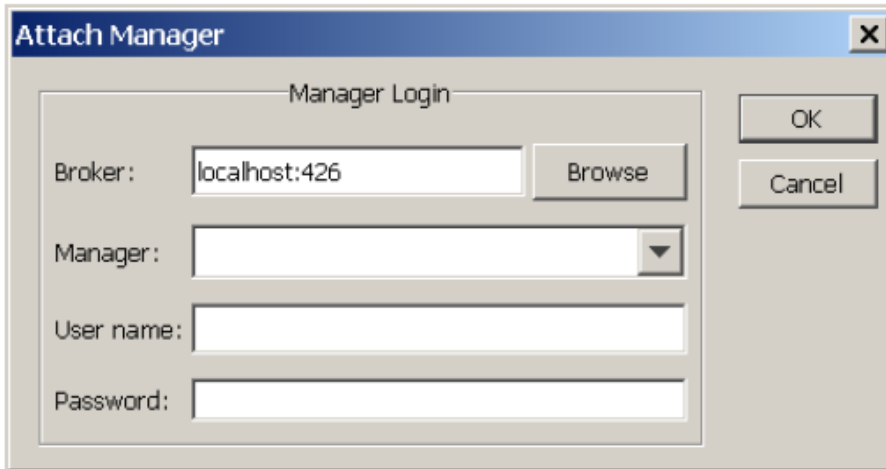 Attach Manager
Manager Login
Broker: localhost:426 Browse
Manager:
User name:
Password:
OK
Cancel